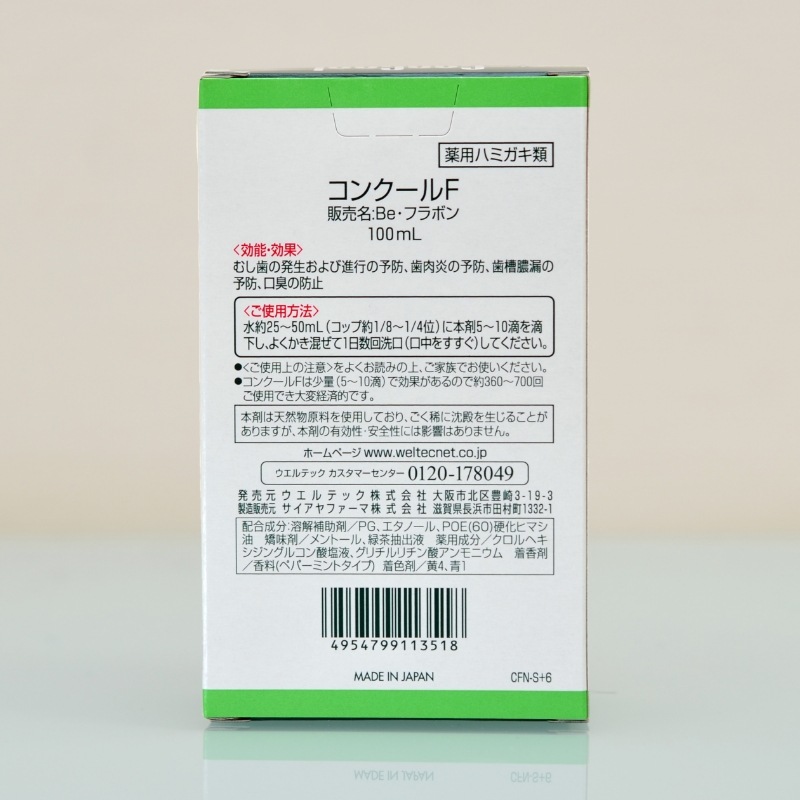 薬用ハミガキ類
コンクールF
販売名:Be・フラボン
100mL
〈効能・効果〉
むし歯の発生および進行の予防、歯肉炎の予防、歯槽膿漏の
予防、口臭の防止
〈ご使用方法〉
水約25〜50mL（コップ約1/8〜1/4位）に本剤5〜10滴を滴
下し、よくかき混ぜて1日数回洗口（口中をすすぐ）してください。
●〈ご使用上の注意〉をよくお読みの上、ご家族でお使いください。
●コンクールFは少量（5〜10滴）で効果があるので約360〜700回
ご使用でき大変経済的です。
本剤は天然物原料を使用しており、ごく稀に沈殿を生じることが
ありますが、本剤の有効性・安全性には影響はありません。
ホームページ www.weltecnet.co.jp
ウエルテック カスタマーセンター 0120-178049
発売元 ウエルテック株式会社 大阪市北区豊崎3-19-3
製造販売元 サイアヤファーマ株式会社 滋賀県長浜市田村町1332-1
配合成分:溶解補助剤／PG、エタノール、POE(60)硬化ヒマシ
油 矯味剤／メントール、緑茶抽出液 薬用成分／クロルヘキ
シジングルコン酸塩液、グリチルリチン酸アンモニウム 着香剤
／香料(ペパーミントタイプ) 着色剤／黄4、青1
4954799113518
MADE IN JAPAN CFN-S+6